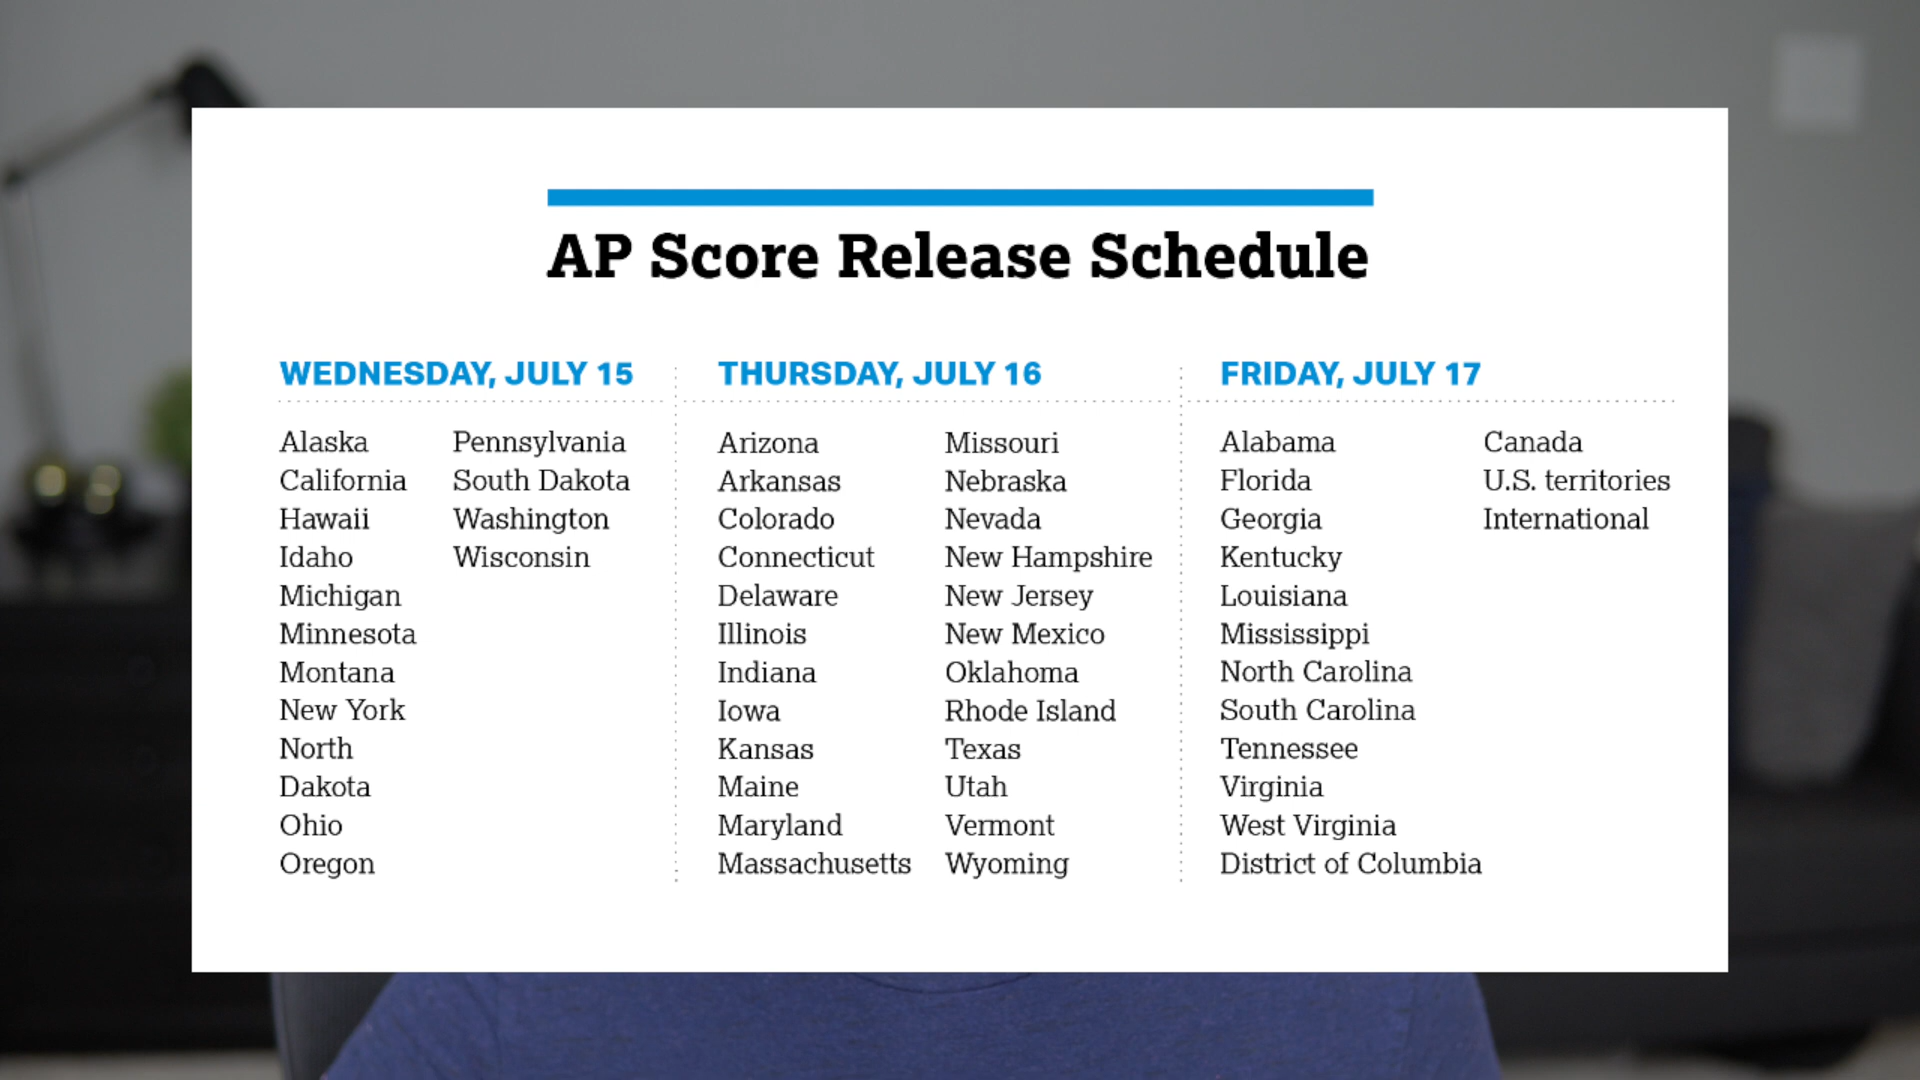 AP Score Release Schedule
WEDNESDAY, JULY 15
Alaska
California
Hawaii
Idaho
Michigan
Minnesota
Montana
New York
North
Dakota
Ohio
Oregon
Pennsylvania
South Dakota
Washington
Wisconsin
THURSDAY, JULY 16
Arizona
Arkansas
Colorado
Connecticut
Delaware
Illinois
Indiana
Iowa
Kansas
Maine
Maryland
Massachusetts
Missouri
Nebraska
Nevada
New Hampshire
New Jersey
New Mexico
Oklahoma
Rhode Island
Texas
Utah
Vermont
Wyoming
FRIDAY, JULY 17
Alabama
Florida
Georgia
Kentucky
Louisiana
Mississippi
North Carolina
South Carolina
Tennessee
Virginia
West Virginia
District of Columbia
Canada
U.S. territories
International